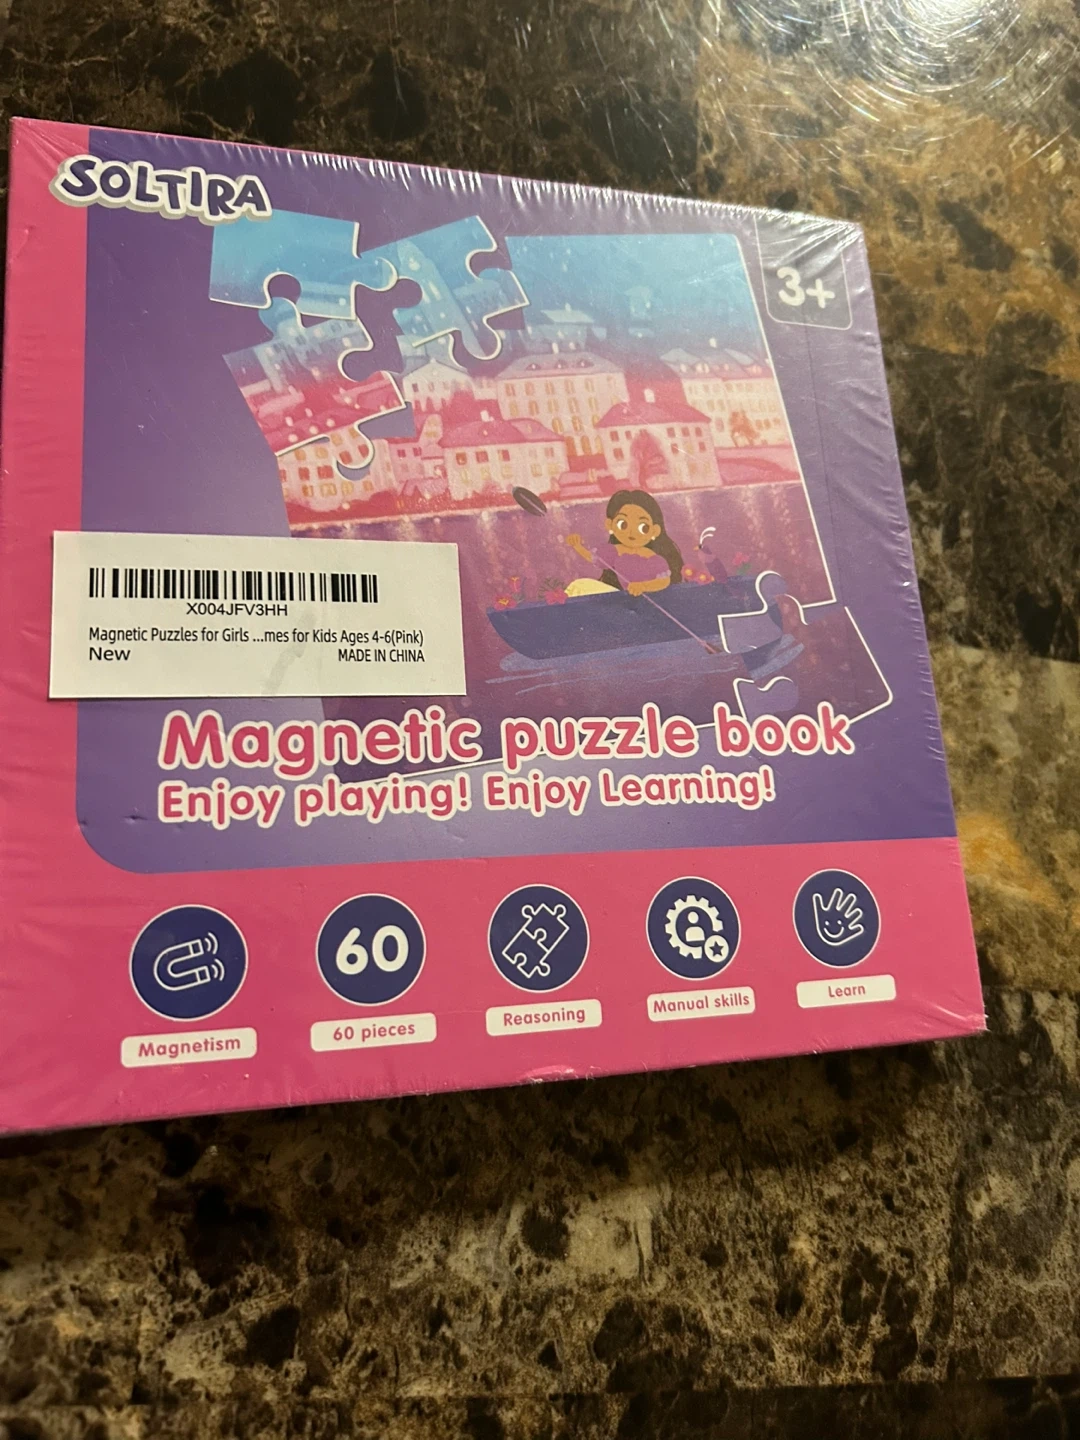 SOLTIRA
3+
X004JFV3HH
Magnetic Puzzles for Girls ...mes for Kids Ages 4-6(Pink)
New MADE IN CHINA
Magnetic puzzle book
Enjoy playing! Enjoy Learning!
60
Magnetism
60 pieces
Reasoning
Manual skills
Learn